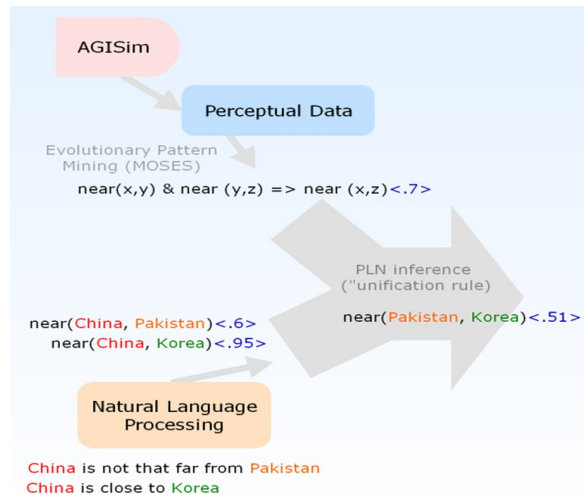 AGISim
Perceptual Data
Evolutionary Pattern
Mining (MOSES)
near(x,y) & near (y,z) => near (x,z)<.7>
PLN inference
("unification rule)
near(China, Pakistan)<.6>
near(Pakistan, Korea)<.51>
near(China, Korea)<.95>
Natural Language
Processing
China is not that far from Pakistan
China is close to Korea